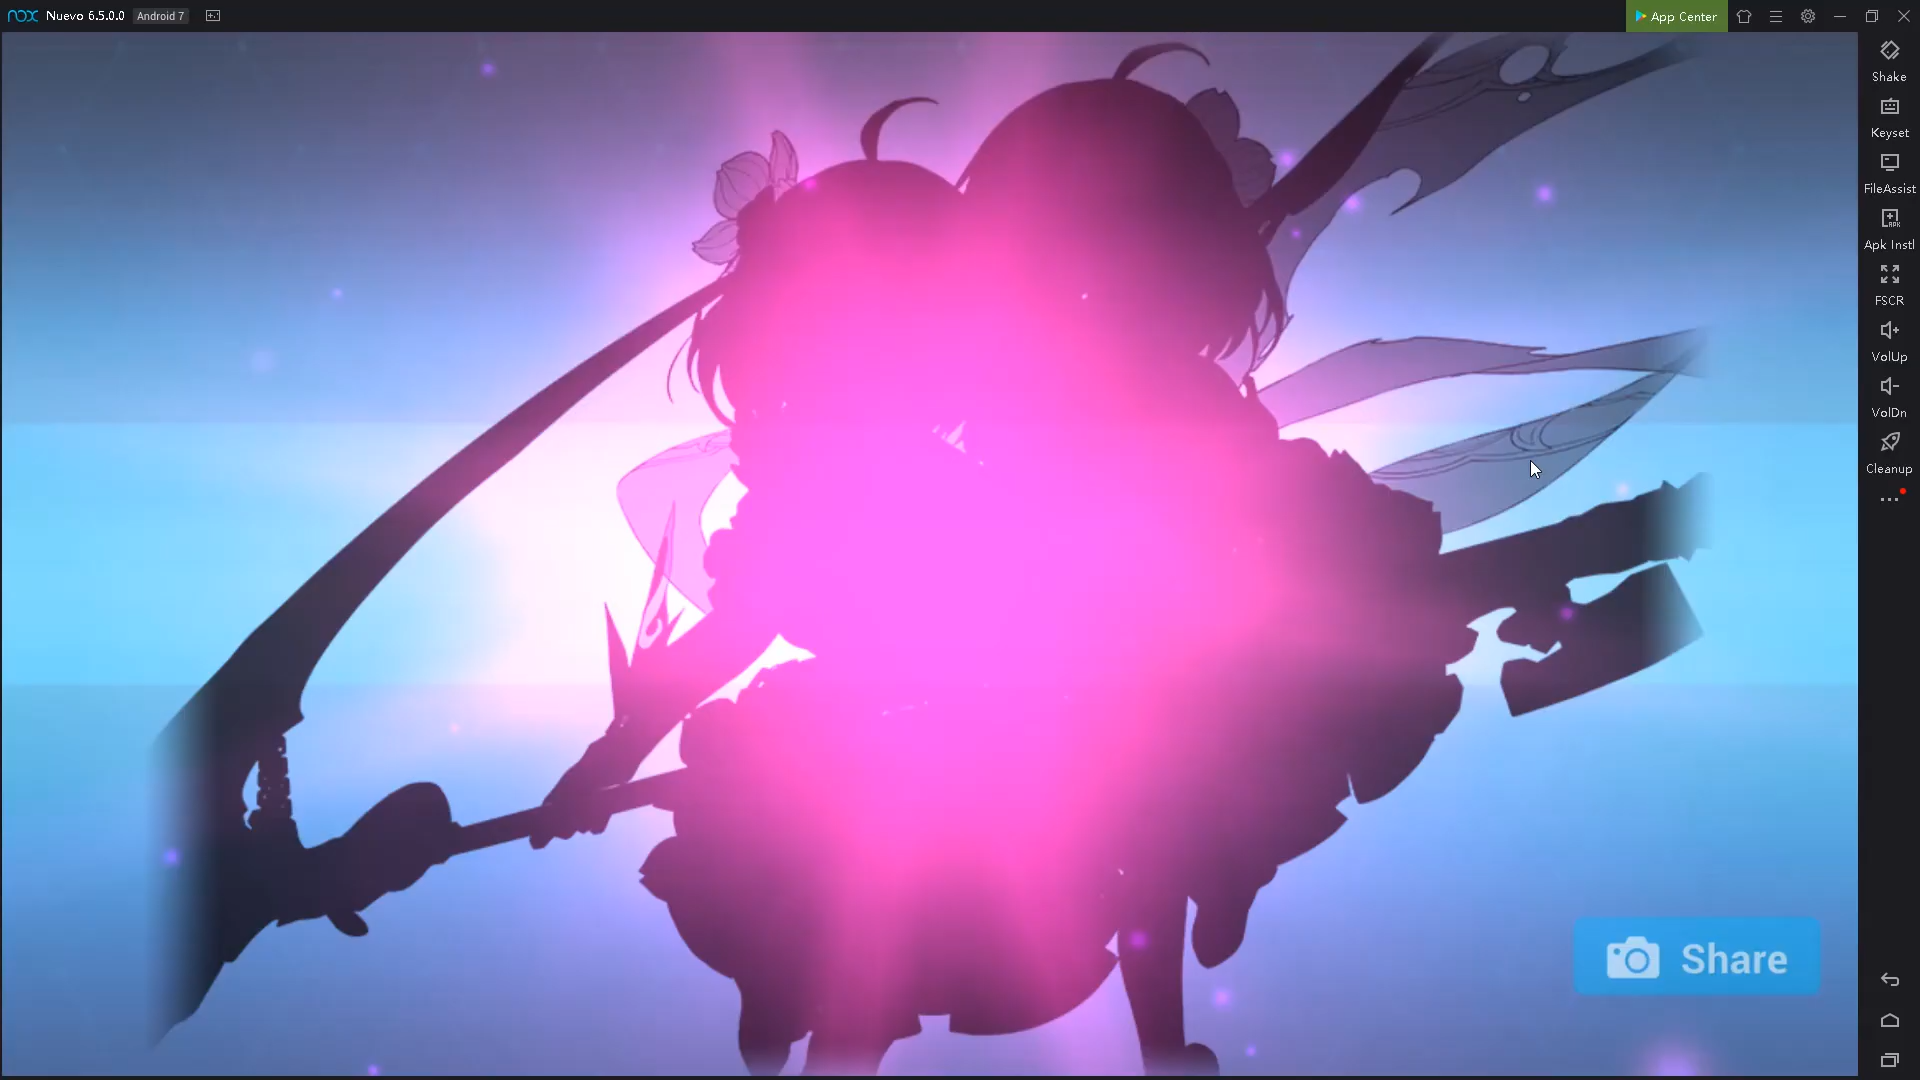 nox Nuevo 6.5.0.0 Android 7
App Center
Shake
Keyset
FileAssist
Apk Instl
FSCR
VolUp
VolDn
Cleanup
Share